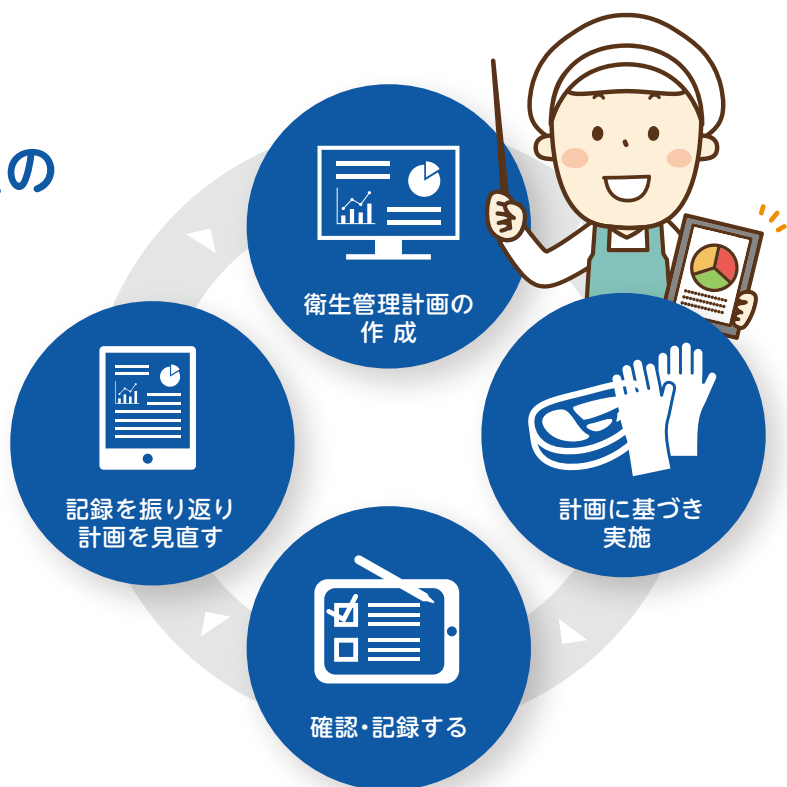 の
衛生管理計画の
作 成
計画に基づき
実施
確認・記録する
記録を振り返り
計画を見直す